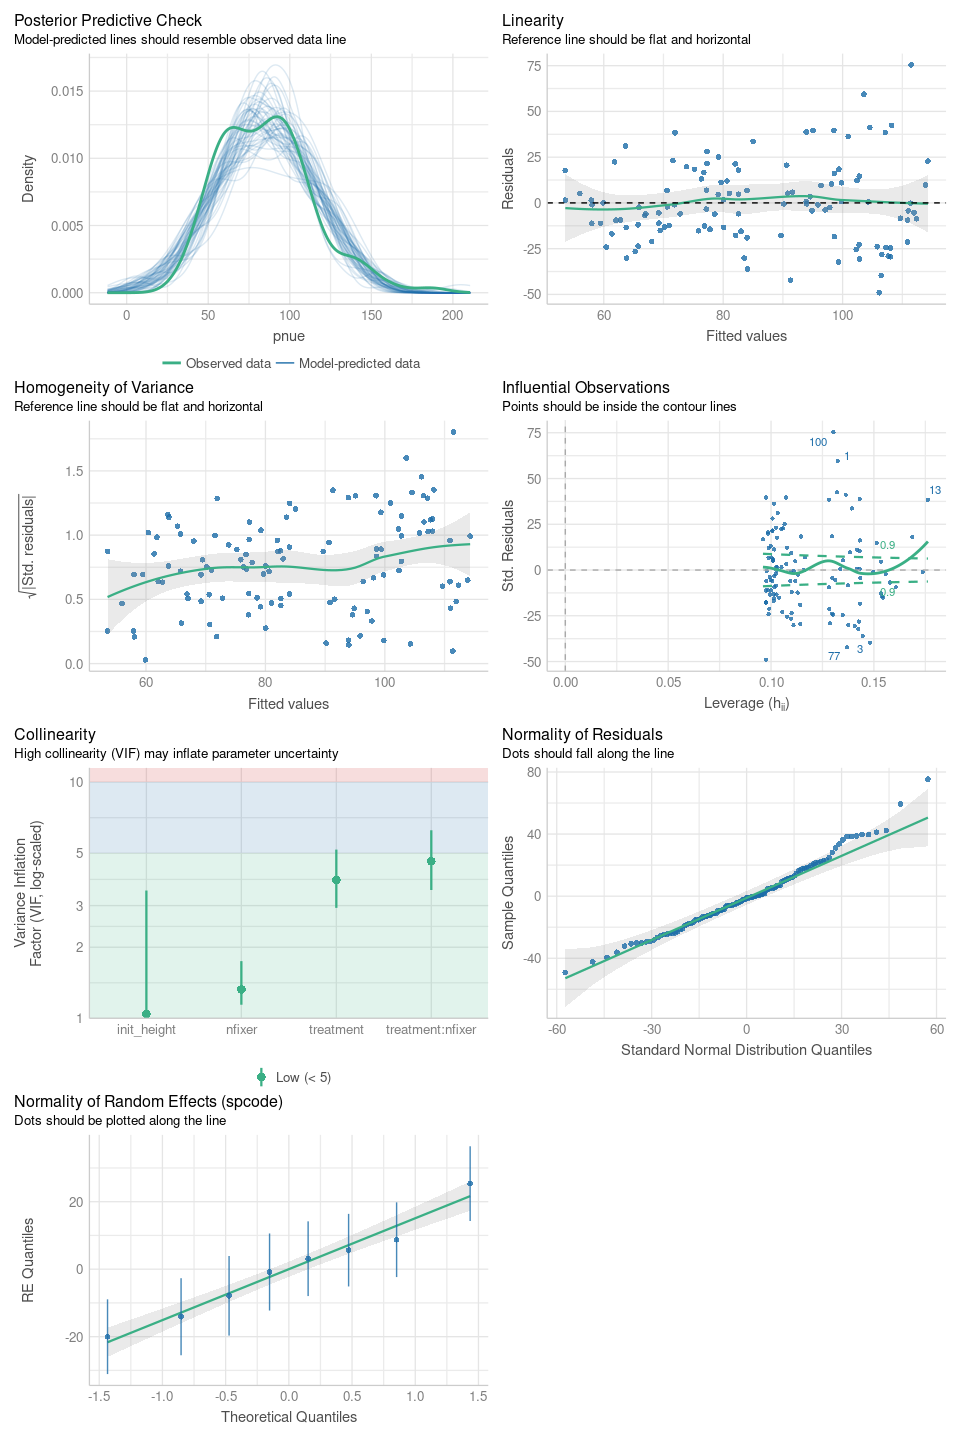 Posterior Predictive Check
Model-predicted lines should resemble observed data line
0.015
0.010
0.005
0.000
Density
0
50
100
150
200
pnue
Observed data
Model-predicted data
Linearity
Reference line should be flat and horizontal
75
50
25
0
-25
-50
Residuals
60
80
100
Fitted values
Homogeneity of Variance
Reference line should be flat and horizontal
1.5
1.0
0.5
0.0
√|Std. residuals|
60
80
100
Fitted values
Influential Observations
Points should be inside the contour lines
75
50
25
0
-25
-50
Std. Residuals
100
1
13
0.9
0.9
77
3
0.00
0.05
0.10
0.15
Leverage (hii)
Collinearity
High collinearity (VIF) may inflate parameter uncertainty
10
5
3
2
1
Variance Inflation
Factor (VIF, log-scaled)
init_height
nfixer
treatment
treatment:nfixer
Low (< 5)
Normality of Residuals
Dots should fall along the line
80
40
0
-40
Sample Quantiles
-60
-30
0
30
60
Standard Normal Distribution Quantiles
Normality of Random Effects (spcode)
Dots should be plotted along the line
20
0
-20
RE Quantiles
-1.5
-1.0
-0.5
0.0
0.5
1.0
1.5
Theoretical Quantiles